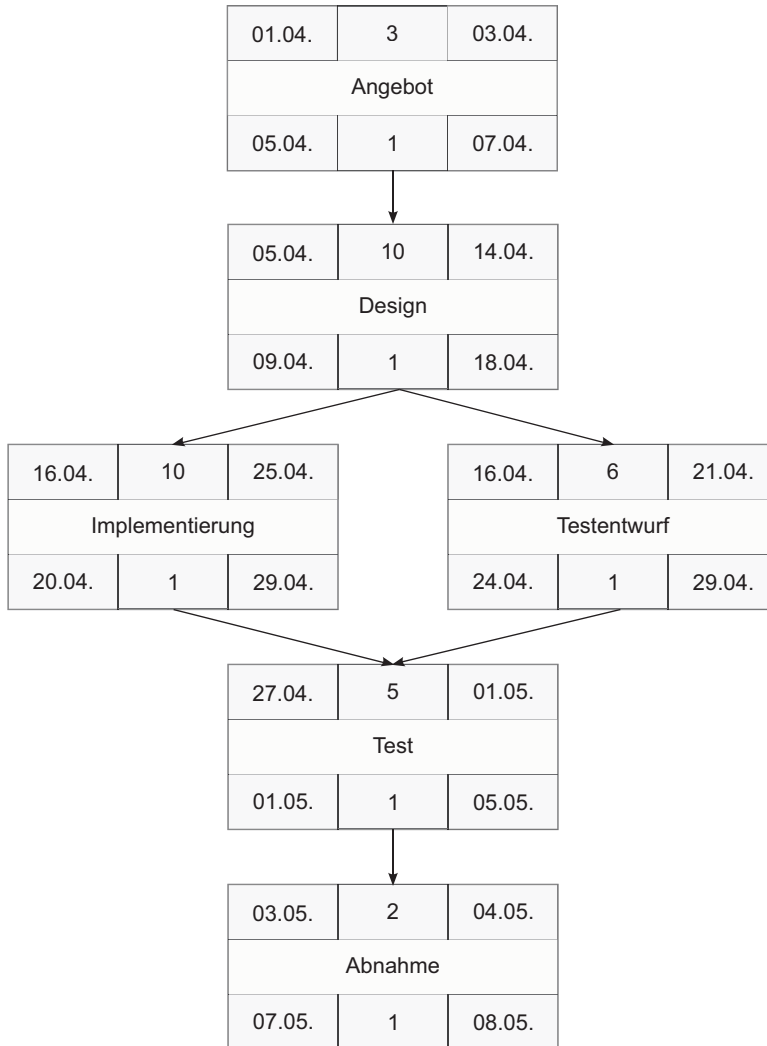 01.04. 3 03.04.
Angebot
05.04. 1 07.04.
05.04. 10 14.04.
Design
09.04. 1 18.04.
16.04. 10 25.04.
Implementierung
20.04. 1 29.04.
16.04. 6 21.04.
Testentwurf
24.04. 1 29.04.
27.04. 5 01.05.
Test
01.05. 1 05.05.
03.05. 2 04.05.
Abnahme
07.05. 1 08.05.